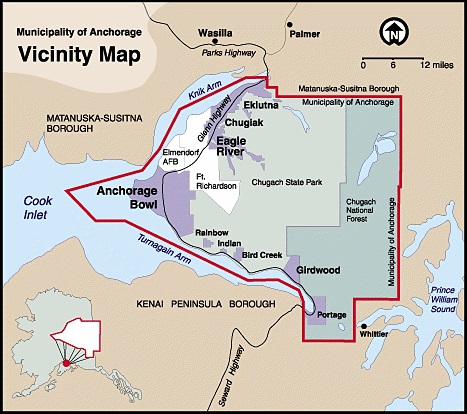 Municipality of Anchorage
Vicinity Map
Wasilla
Palmer
Parks Highway
N
0 6 12 miles
Matanuska-Susitna Borough
Municipality of Anchorage
Knik Arm
Glenn Highway
Eklutna
Chugiak
Eagle
River
MATANUSKA-SUSITNA
BOROUGH
Elmendorf
AFB
Ft.
Richardson
Chugach State Park
Anchorage
Bowl
Cook
Inlet
Chugach
National
Forest
Municipality of Anchorage
Rainbow
Indian
Bird Creek
Turnagain Arm
Girdwood
Prince
William
Sound
KENAI PENINSULA BOROUGH
Portage
Whittier
Seward Highway